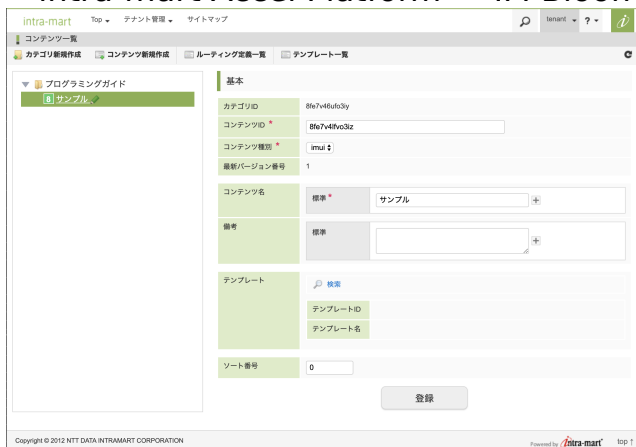 intra-mart Accel Platform — IM-Bloom
intra-mart Top テナント管理 サイトマップ tenant ?
コンテンツ一覧
カテゴリ新規作成 コンテンツ新規作成 ルーティング定義一覧 テンプレート一覧
プログラミングガイド
8 サンプル
基本
カテゴリID 8fe7v46ufo3iy
コンテンツID * 8fe7v4lfvo3iz
コンテンツ種別 * imui
最新バージョン番号 1
コンテンツ名 標準 * サンプル
備考 標準
テンプレート 検索
テンプレートID
テンプレート名
ソート番号 0
登録
Copyright © 2012 NTT DATA INTRAMART CORPORATION Powered by intra-mart top ↑